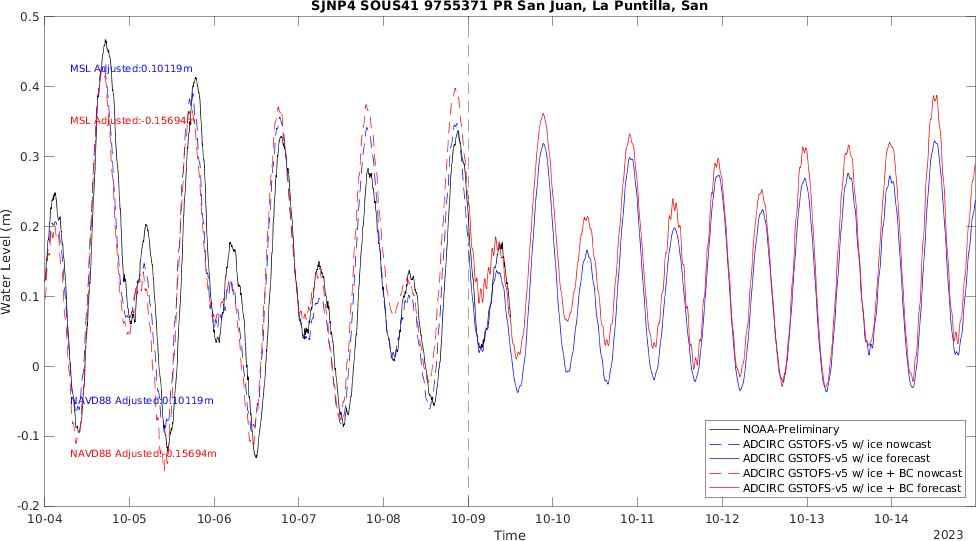 SJNP4 SOUS41 9755371 PR San Juan, La Puntilla, San
0.5
MSL Adjusted:0.10119m
0.4
MSL Adjusted:-0.15694m
0.3
0.2
Water Level (m)
0.1
0
NAVD88 Adjusted:0.10119m
-0.1
NAVD88 Adjusted:-0.15694m
-0.2
NOAA-Preliminary
ADCIRC GSTOFS-v5 w/ ice nowcast
ADCIRC GSTOFS-v5 w/ ice forecast
ADCIRC GSTOFS-v5 w/ ice + BC nowcast
ADCIRC GSTOFS-v5 w/ ice + BC forecast
10-04 10-05 10-06 10-07 10-08 10-09 10-10 10-11 10-12 10-13 10-14
Time
2023